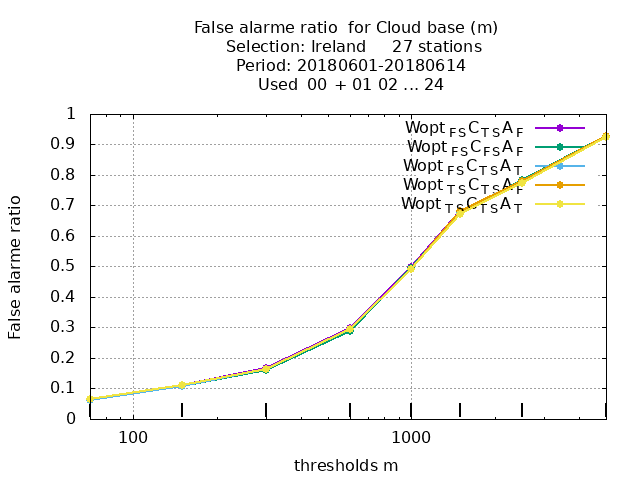 False alarme ratio  for Cloud base (m)
Selection: Ireland     27 stations
Period: 20180601-20180614
Used  00  + 01 02 ... 24
Wopt FS C TS A F
Wopt FS C FS A F
Wopt FS C TS A T
Wopt TS C TS A F
Wopt TS C TS A T
False alarme ratio
1
0.9
0.8
0.7
0.6
0.5
0.4
0.3
0.2
0.1
0
100
1000
thresholds m